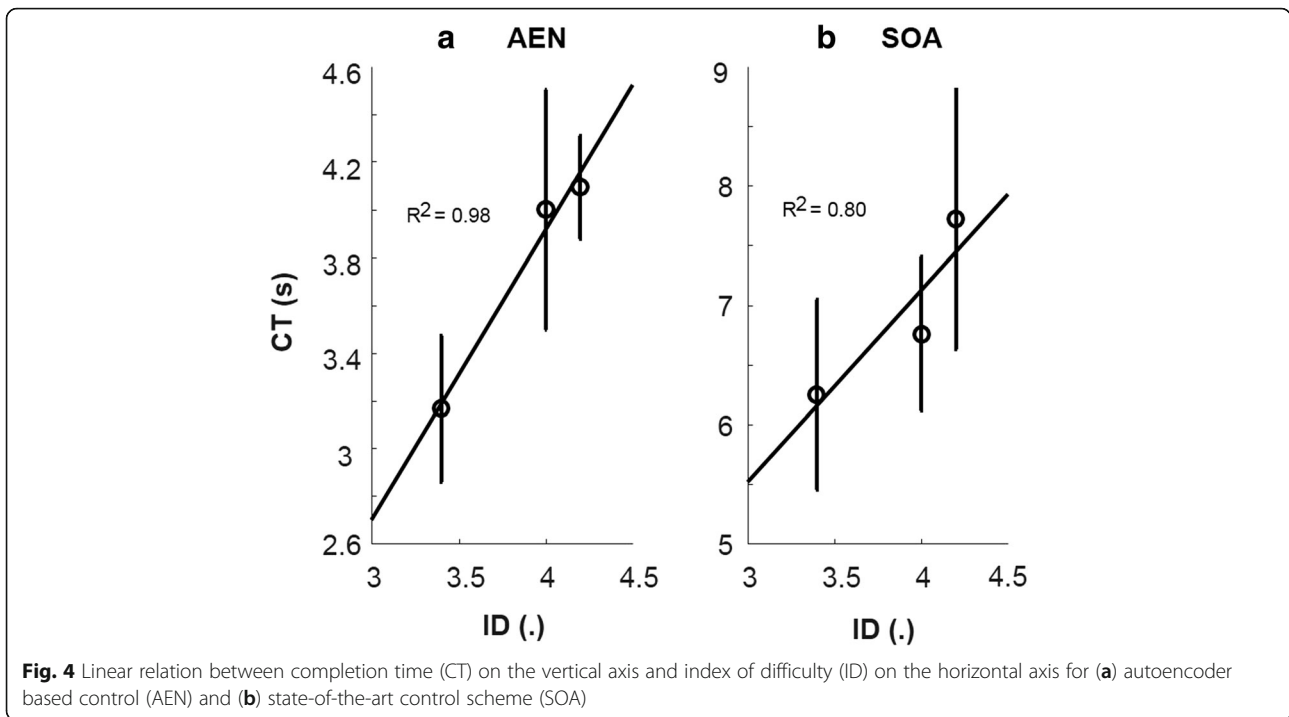 a AEN
4.6
4.2
3.8
3.4
3
2.6
CT (s)
R² = 0.98
3 3.5 4 4.5
ID (.)
b SOA
9
8
7
6
5
R² = 0.80
3 3.5 4 4.5
ID (.)
Fig. 4 Linear relation between completion time (CT) on the vertical axis and index of difficulty (ID) on the horizontal axis for (a) autoencoder
based control (AEN) and (b) state-of-the-art control scheme (SOA)